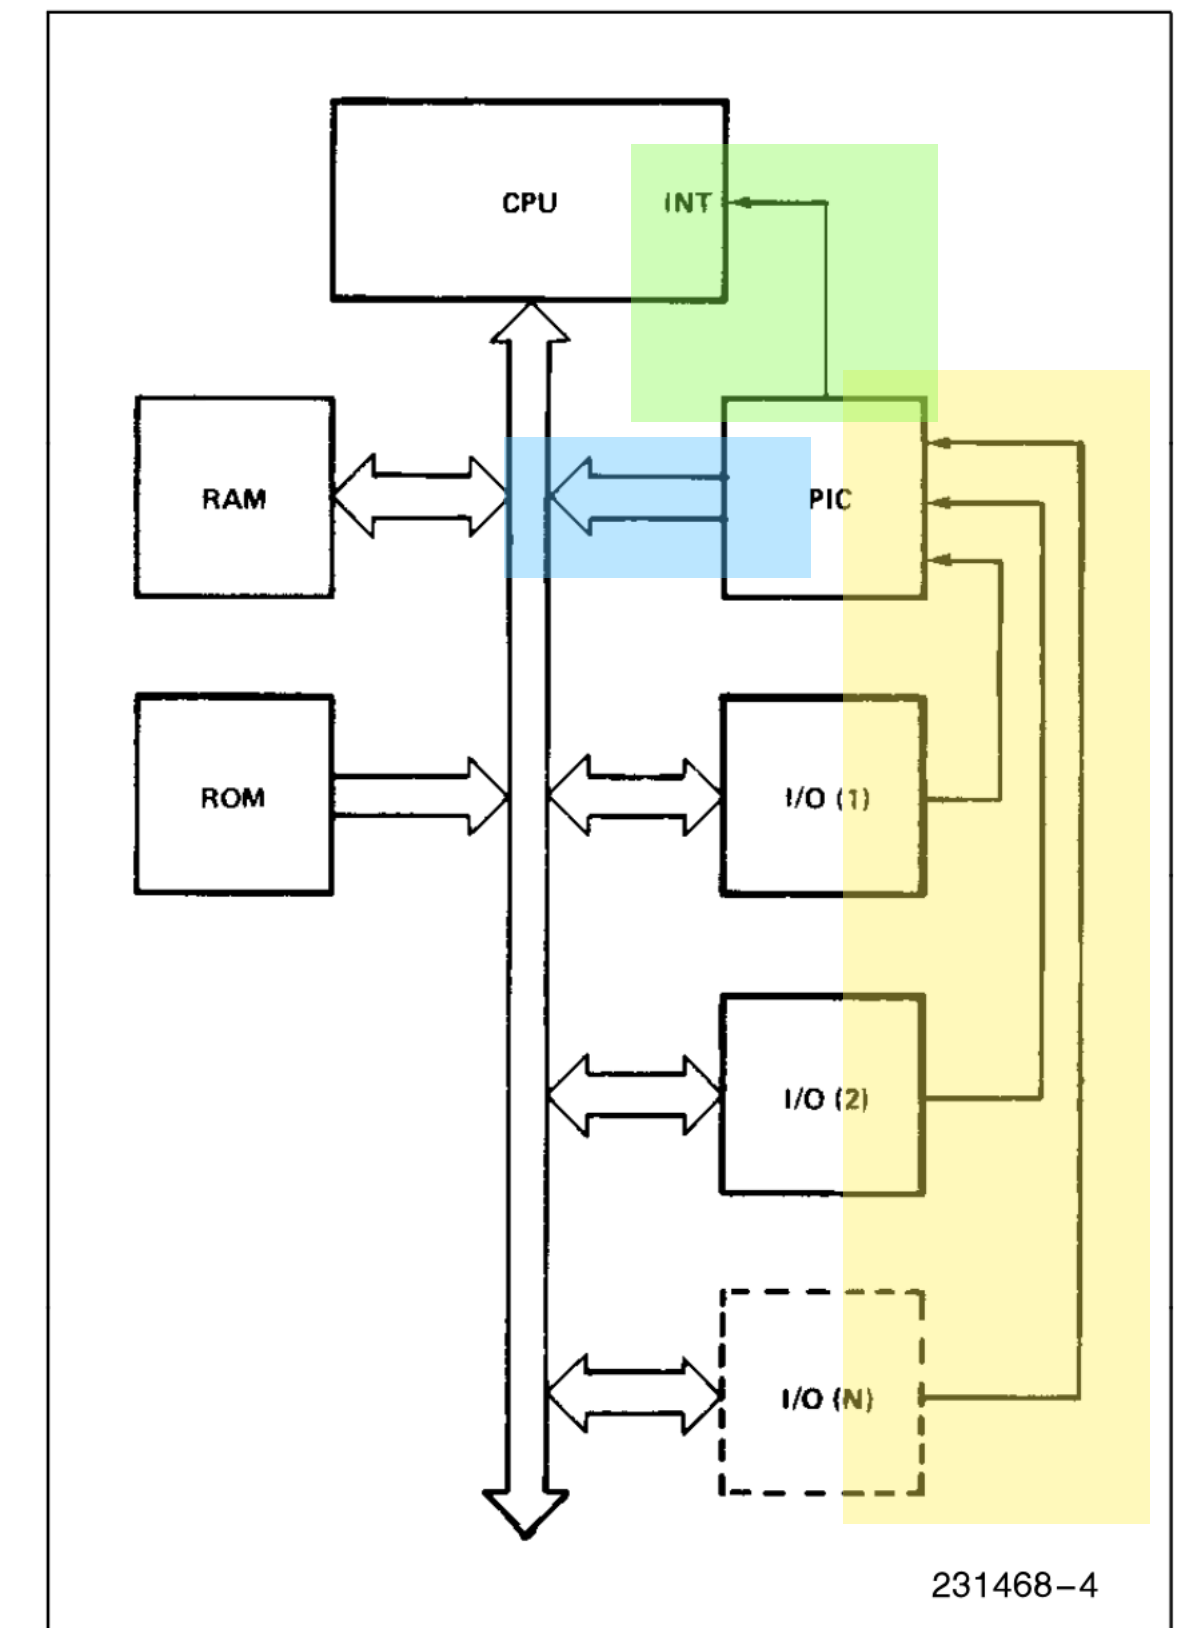 CPU
INT
RAM
PIC
ROM
I/O (1)
I/O (2)
I/O (N)
231468-4